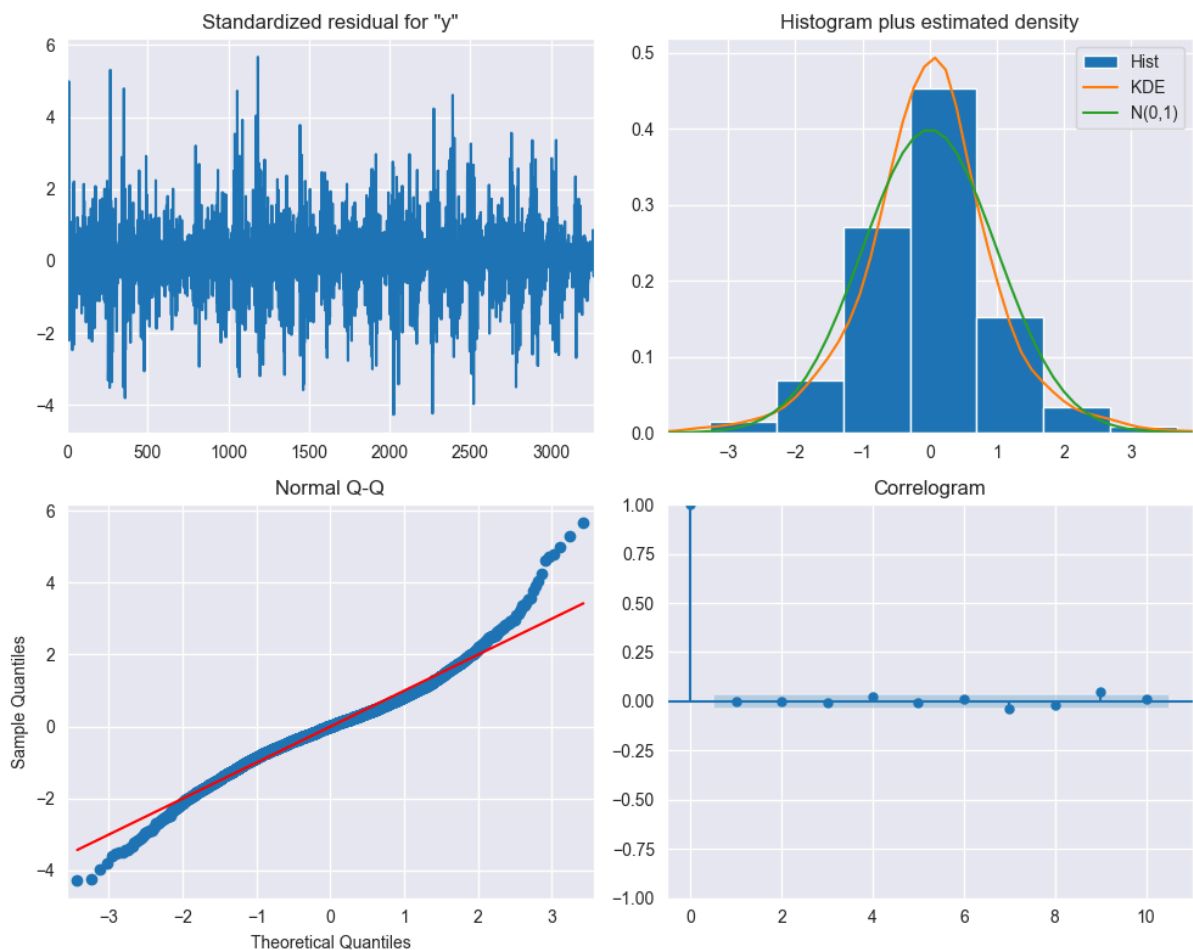 Standardized residual for "y"
6
4
2
0
−2
−4
0 500 1000 1500 2000 2500 3000
Histogram plus estimated density
Hist
KDE
N(0,1)
0.5
0.4
0.3
0.2
0.1
0.0
−3 −2 −1 0 1 2 3
Normal Q-Q
Sample Quantiles
6
4
2
0
−2
−4
−3 −2 −1 0 1 2 3
Theoretical Quantiles
Correlogram
1.00
0.75
0.50
0.25
0.00
−0.25
−0.50
−0.75
−1.00
0 2 4 6 8 10